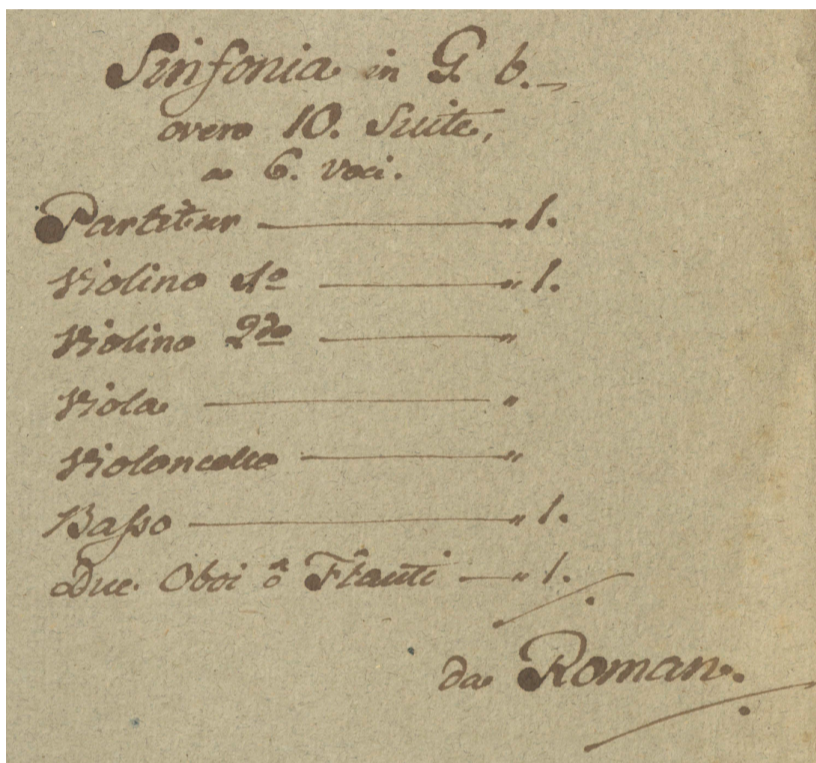 Sinfonia in G. b.
overo 10. Suite,
a 6. voci.
Partitur — „ 1.
Violino 1º — „ 1.
Violino 2do — „
Viola — „
Violoncello — „
Basso — „ 1.
Due Oboi ô Flauti — „ 1.
da Roman.